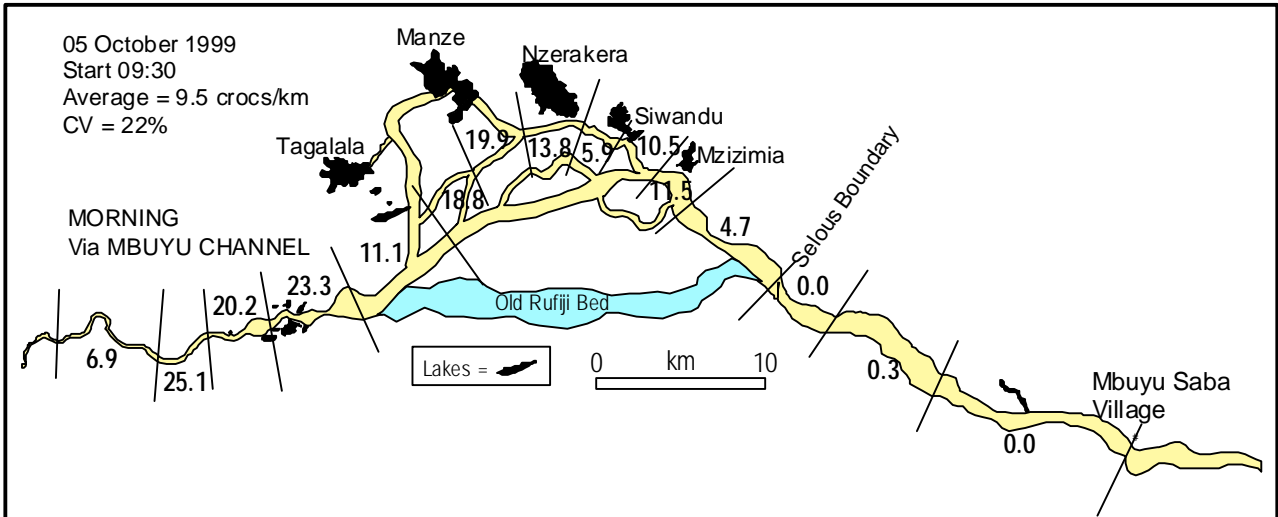 05 October 1999
Start 09:30
Average = 9.5 crocs/km
CV = 22%
Manze
Nzerakera
Siwandu
Tagalala
Mzizimia
19.9
13.8
5.9
10.5
18.8
11.5
MORNING
Via MBUYU CHANNEL
11.1
4.7
Selous Boundary
0.0
23.3
20.2
Old Rufiji Bed
6.9
25.1
Lakes =
0 km 10
0.3
Mbuyu Saba
Village
0.0